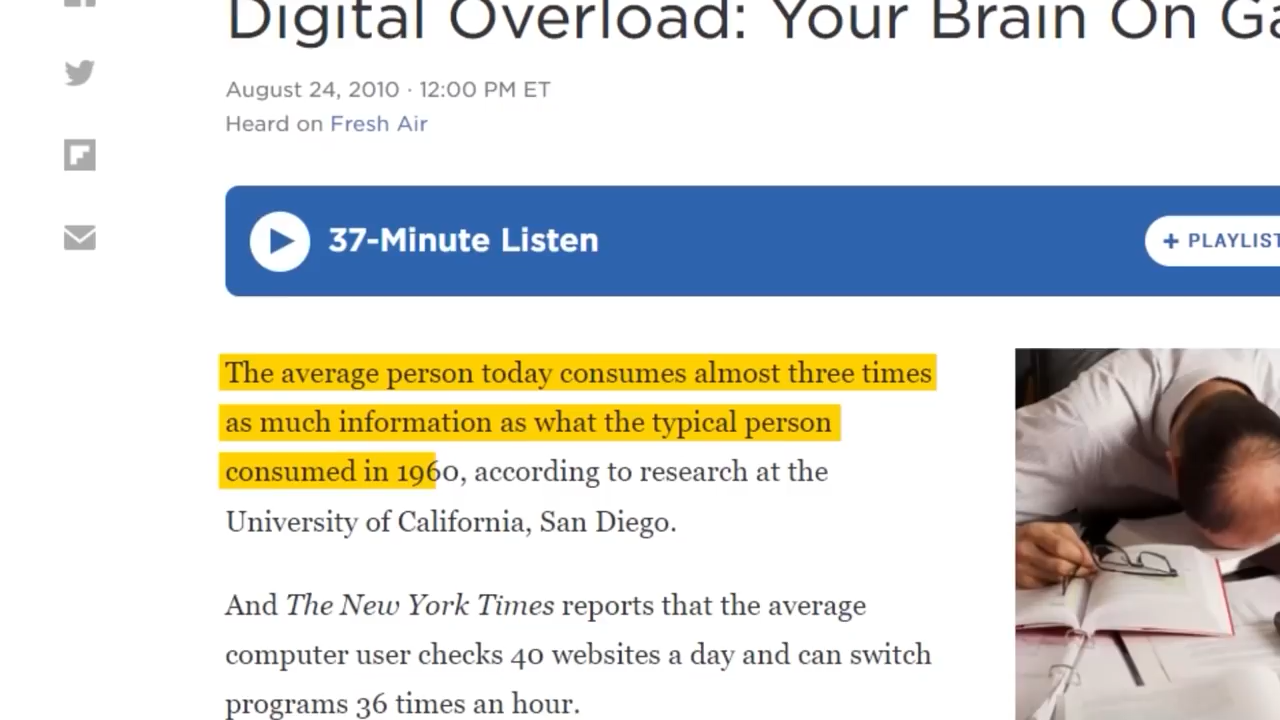 Digital Overload: Your Brain On
August 24, 2010 · 12:00 PM ET
Heard on Fresh Air
37-Minute Listen
+ PLAYLIST
The average person today consumes almost three times
as much information as what the typical person
consumed in 1960, according to research at the
University of California, San Diego.
And The New York Times reports that the average
computer user checks 40 websites a day and can switch
programs 36 times an hour.